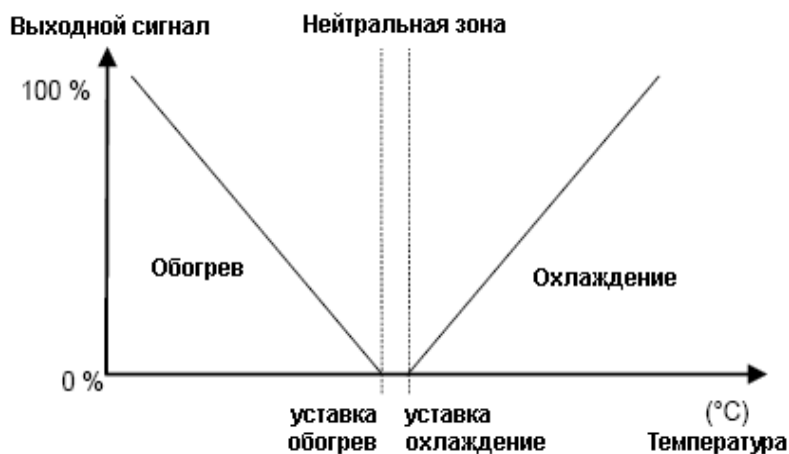 Выходной сигнал
Нейтральная зона
100 %
Обогрев
Охлаждение
0 %
уставка
обогрев
уставка
охлаждение
(°C)
Температура